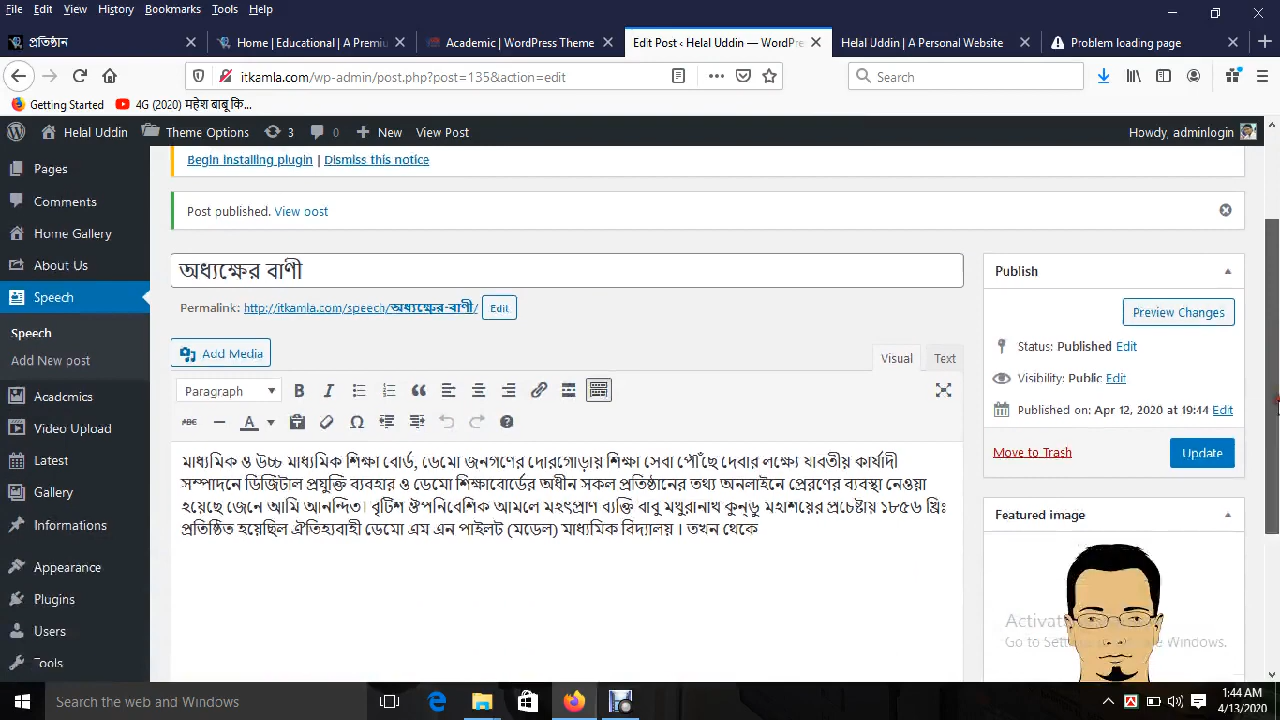 File Edit View History Bookmarks Tools Help
প্রতিষ্ঠান
Home | Educational | A Premiu
Academic | WordPress Theme
Edit Post ‹ Helal Uddin — WordPre
Helal Uddin | A Personal Website
Problem loading page
itkamla.com/wp-admin/post.php?post=135&action=edit
Search
Getting Started
4G (2020) महेश बाबू कि...
Helal Uddin
Theme Options
3
0
New
View Post
Howdy, adminlogin
Pages
Comments
Home Gallery
About Us
Speech
Speech
Add New post
Academics
Video Upload
Latest
Gallery
Informations
Appearance
Plugins
Users
Tools
Begin installing plugin | Dismiss this notice
Post published. View post
অধ্যক্ষের বাণী
Permalink: http://itkamla.com/speech/অধ্যক্ষের-বাণী/ Edit
Add Media
Visual Text
Paragraph
ABC
মাধ্যমিক ও উচ্চ মাধ্যমিক শিক্ষা বোর্ড, ডেমো জনগণের দোরগোড়ায় শিক্ষা সেবা পৌঁছে দেবার লক্ষ্যে যাবতীয় কার্যাদী
সম্পাদনে ডিজিটাল প্রযুক্তি ব্যবহার ও ডেমো শিক্ষাবোর্ডের অধীন সকল প্রতিষ্ঠানের তথ্য অনলাইনে প্রেরণের ব্যবস্থা নেওয়া
হয়েছে জেনে আমি আনন্দিত। বৃটিশ ঔপনিবেশিক আমলে মহৎপ্রাণ ব্যক্তি বাবু মথুরানাথ কুন্ডু মহাশয়ের প্রচেষ্টায় ১৮৫৬ খ্রিঃ
প্রতিষ্ঠিত হয়েছিল ঐতিহ্যবাহী ডেমো এম এন পাইলট (মডেল) মাধ্যমিক বিদ্যালয় । তখন থেকে
Publish
Preview Changes
Status: Published Edit
Visibility: Public Edit
Published on: Apr 12, 2020 at 19:44 Edit
Move to Trash
Update
Featured image
Search the web and Windows
1:44 AM
4/13/2020